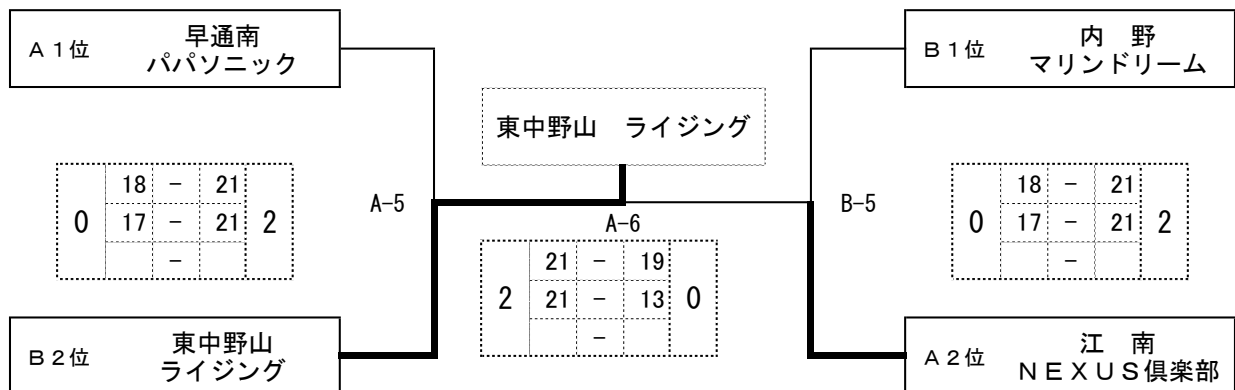 A1位 早通南
パパソニック
B1位 内 野
マリンドリーム
東中野山 ライジング
18 - 21
0 17 - 21 2
-
A-5
A-6
B-5
18 - 21
0 17 - 21 2
-
21 - 19
2 21 - 13 0
-
B2位 東中野山
ライジング
A2位 江 南
NEXUS倶楽部